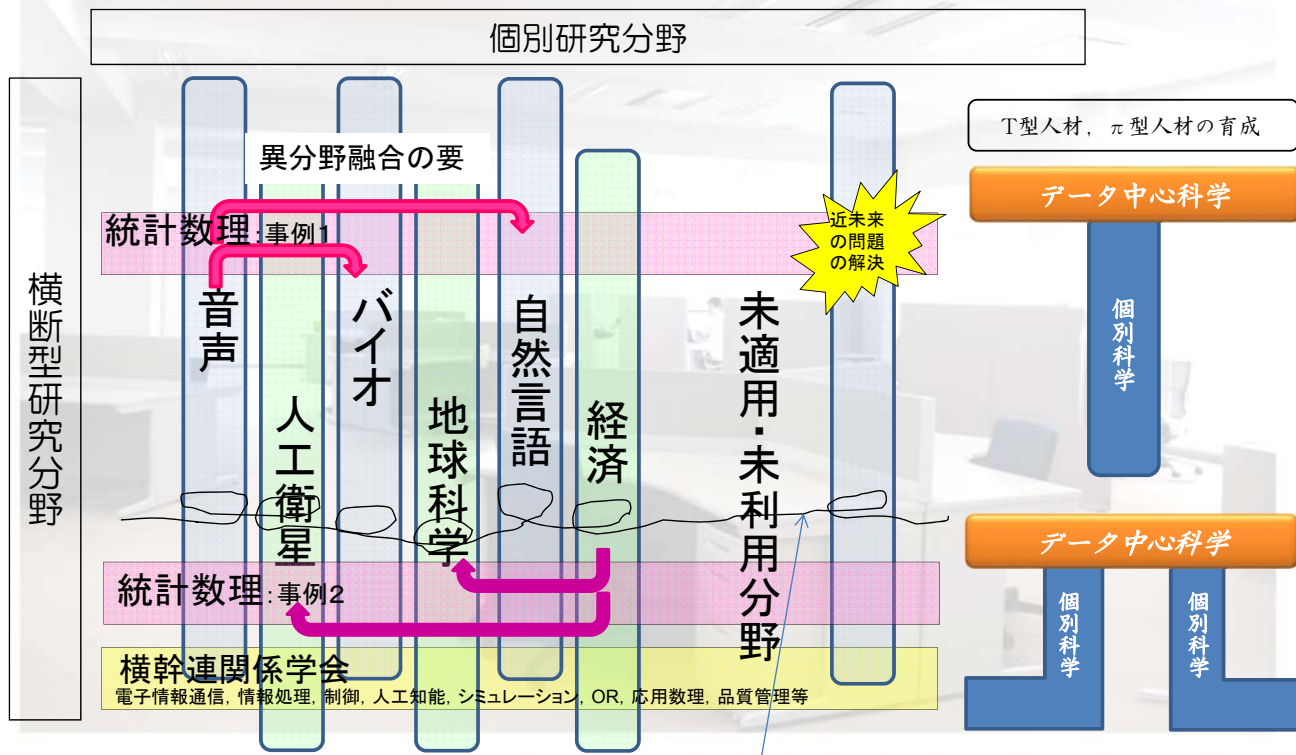 個別研究分野
横断型研究分野
T型人材，π型人材の育成
異分野融合の要
データ中心科学
近未来
の問題
の解決
統計数理:事例1
音声
バイオ
自然言語
未適用・未利用分野
個別科学
人工衛星
地球科学
経済
データ中心科学
統計数理:事例2
個別科学
個別科学
横幹連関係学会
電子情報通信, 情報処理, 制御, 人工知能, シミュレーション, OR, 応用数理, 品質管理等